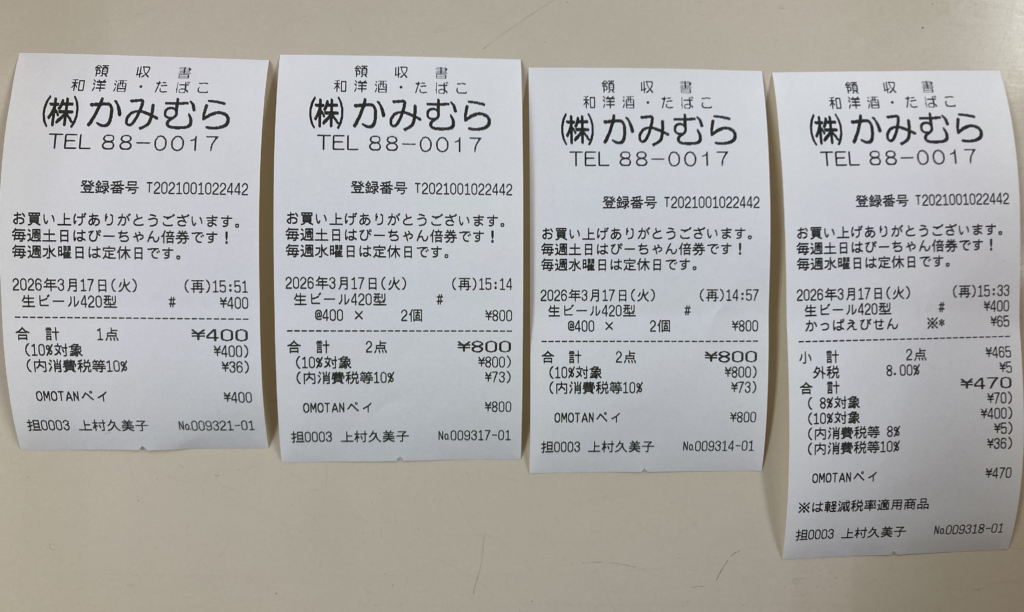 領収書
和洋酒・たばこ
㈱かみむら
TEL 88-0017
登録番号 T2021001022442
お買い上げありがとうございます。
毎週土日はぴーちゃん倍券です！
毎週水曜日は定休日です。
2026年3月17日(火) (再)15:51
生ビール420型 # ¥400
合計 1点 ¥400
(10%対象 ¥400)
(内消費税等10% ¥36)
OMOTANペイ ¥400
担0003 上村久美子 №009321-01
領収書
和洋酒・たばこ
㈱かみむら
TEL 88-0017
登録番号 T2021001022442
お買い上げありがとうございます。
毎週土日はぴーちゃん倍券です！
毎週水曜日は定休日です。
2026年3月17日(火) (再)15:14
生ビール420型 #
@400 × 2個 ¥800
合計 2点 ¥800
(10%対象 ¥800)
(内消費税等10% ¥73)
OMOTANペイ ¥800
担0003 上村久美子 №009317-01
領収書
和洋酒・たばこ
㈱かみむら
TEL 88-0017
登録番号 T2021001022442
お買い上げありがとうございます。
毎週土日はぴーちゃん倍券です！
毎週水曜日は定休日です。
2026年3月17日(火) (再)14:57
生ビール420型 #
@400 × 2個 ¥800
合計 2点 ¥800
(10%対象 ¥800)
(内消費税等10% ¥73)
OMOTANペイ ¥800
担0003 上村久美子 №009314-01
領収書
和洋酒・たばこ
㈱かみむら
TEL 88-0017
登録番号 T2021001022442
お買い上げありがとうございます。
毎週土日はぴーちゃん倍券です！
毎週水曜日は定休日です。
2026年3月17日(火) (再)15:33
生ビール420型 # ¥400
かっぱえびせん ※* ¥65
小計 2点 ¥465
外税 8.00% ¥5
合計 ¥470
( 8%対象 ¥70)
(10%対象 ¥400)
(内消費税等 8% ¥5)
(内消費税等10% ¥36)
OMOTANペイ ¥470
※は軽減税率適用商品
担0003 上村久美子 №009318-01